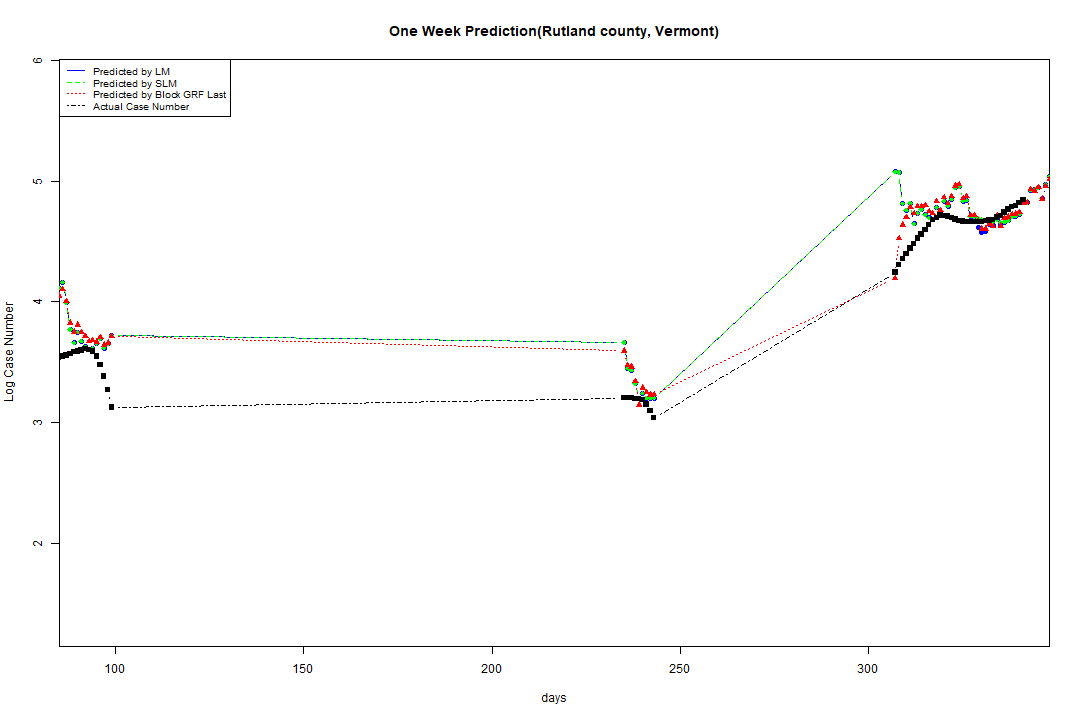 One Week Prediction(Rutland county, Vermont)
Predicted by LM
Predicted by SLM
Predicted by Block GRF Last
Actual Case Number
6
5
4
3
2
Log Case Number
100
150
200
250
300
days